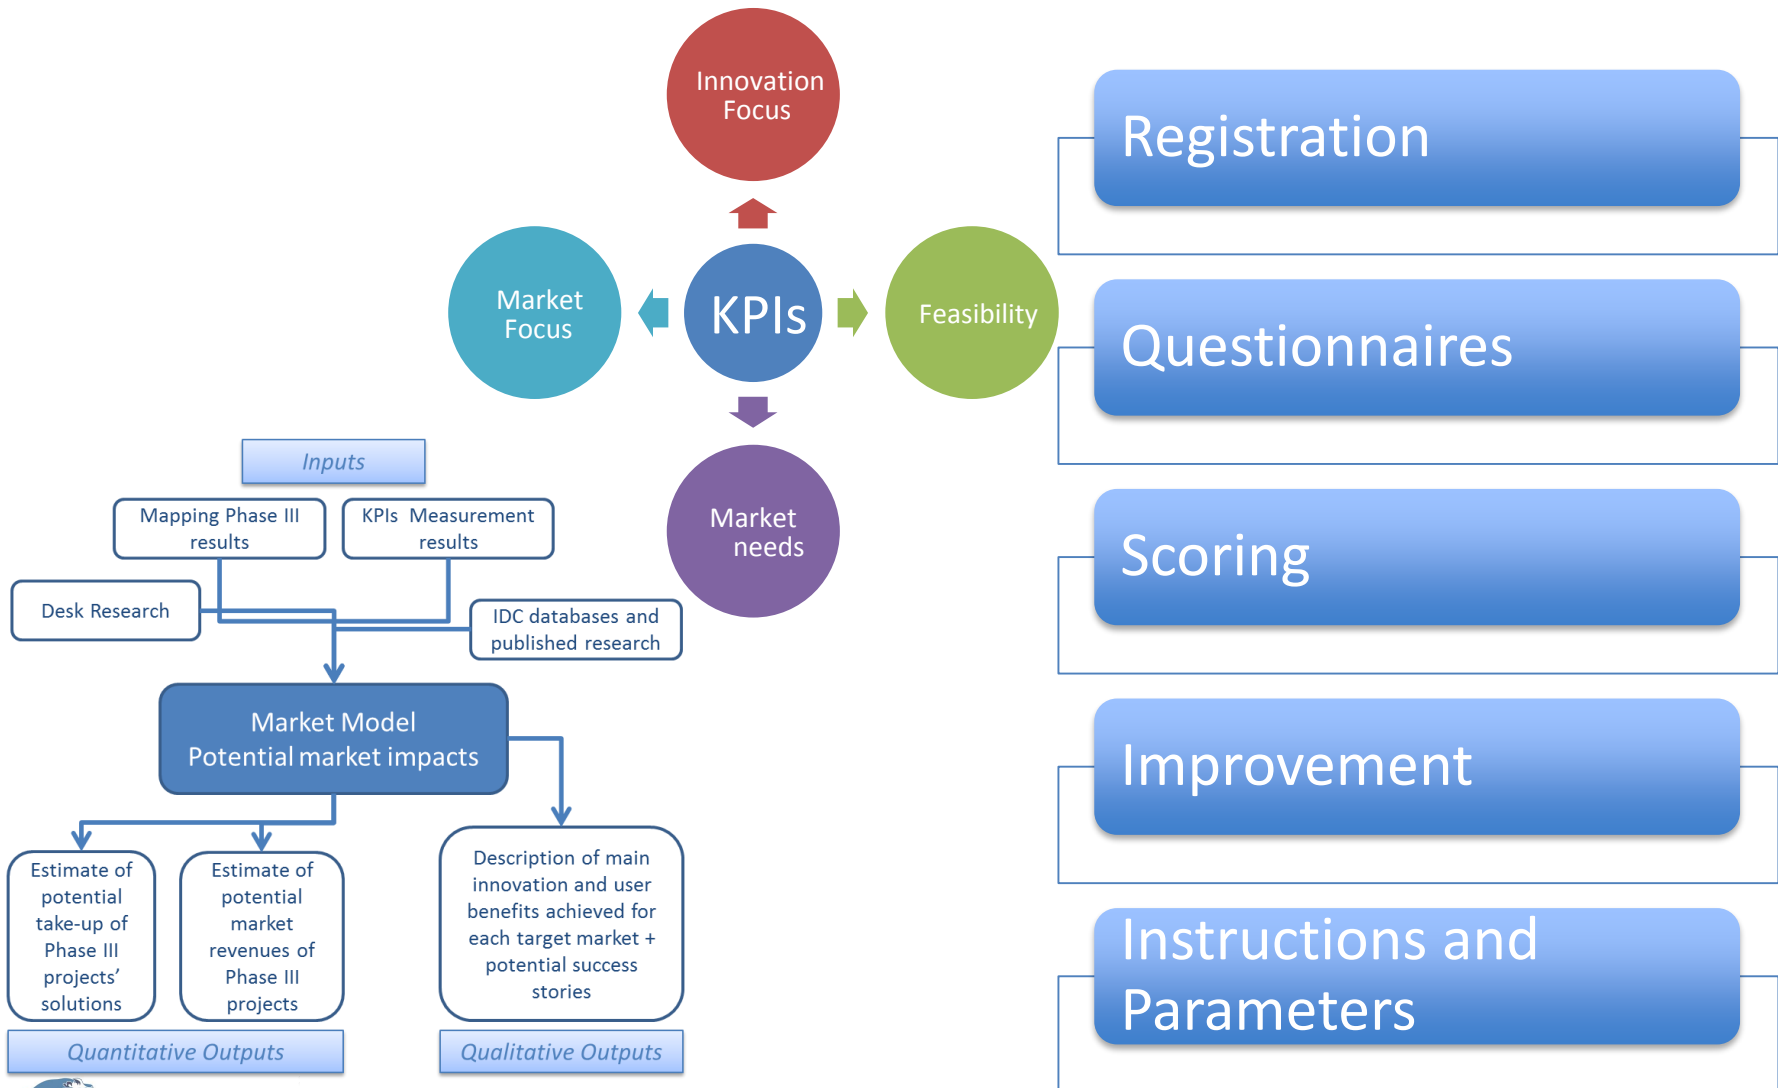 Innovation
Focus
Market
Focus
KPIs
Feasibility
Market
needs
Inputs
Mapping Phase III
results
KPIs Measurement
results
Desk Research
IDC databases and
published research
Market Model
Potential market impacts
Estimate of
potential
take-up of
Phase III
projects’
solutions
Estimate of
potential
market
revenues of
Phase III
projects
Description of main
innovation and user
benefits achieved for
each target market +
potential success
stories
Quantitative Outputs
Qualitative Outputs
Registration
Questionnaires
Scoring
Improvement
Instructions and
Parameters